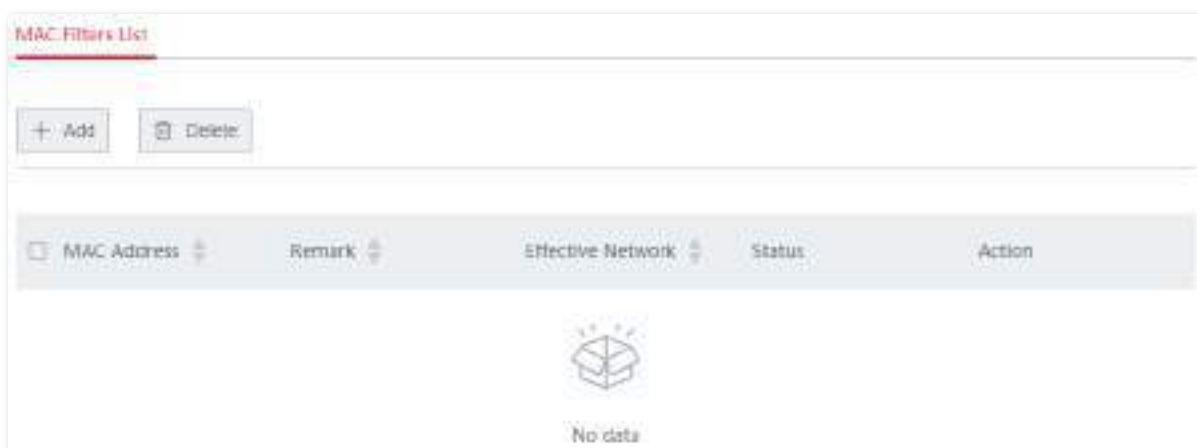 MAC Filters List
+ Add Delete
MAC Address Remark Effective Network Status Action
No data